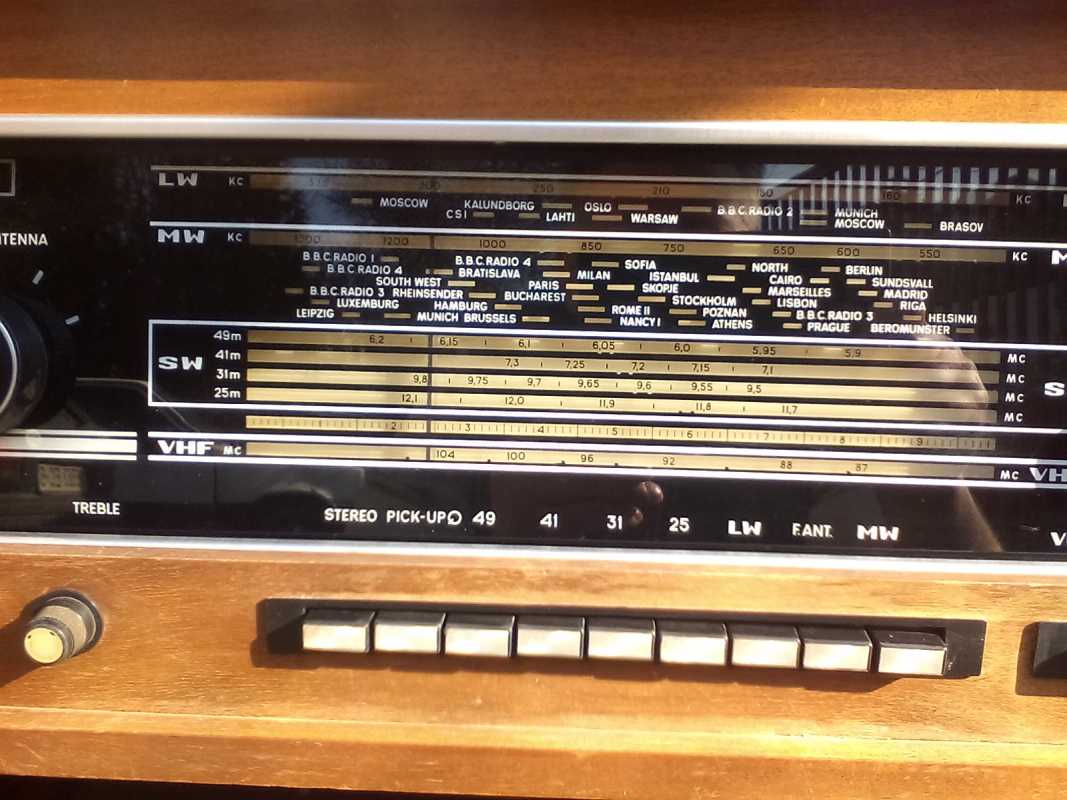 LW KC 200 250 210 150 160 KC
MOSCOW KALUNDBORG OSLO B.B.C.RADIO 2 MUNICH
CSI LAHTI WARSAW MOSCOW BRASOV
NTENNA
MW KC 1300 1200 1000 850 750 650 600 550 KC M
B.B.C.RADIO 1 B.B.C.RADIO 4 SOFIA NORTH BERLIN
B.B.C.RADIO 4 BRATISLAVA MILAN ISTANBUL CAIRO SUNDSVALL
SOUTH WEST PARIS SKOPJE MARSEILLES MADRID
B.B.C.RADIO 3 RHEINSENDER BUCHAREST STOCKHOLM LISBON RIGA
LUXEMBURG HAMBURG ROME II POZNAN B.B.C.RADIO 3 HELSINKI
LEIPZIG MUNICH BRUSSELS NANCY I ATHENS PRAGUE BEROMUNSTER
49m 6,2 6,15 6,1 6,05 6,0 5,95 5,9 MC
SW 41m 7,3 7,25 7,2 7,15 7,1 MC S
31m 9,8 9,75 9,7 9,65 9,6 9,55 9,5 MC
25m 12,1 12,0 11,9 11,8 11,7 MC
2 3 4 5 6 7 8 9
VHF MC 104 100 96 92 88 87 MC VH
TREBLE
STEREO PICK-UP 49 41 31 25 LW F.ANT. MW V